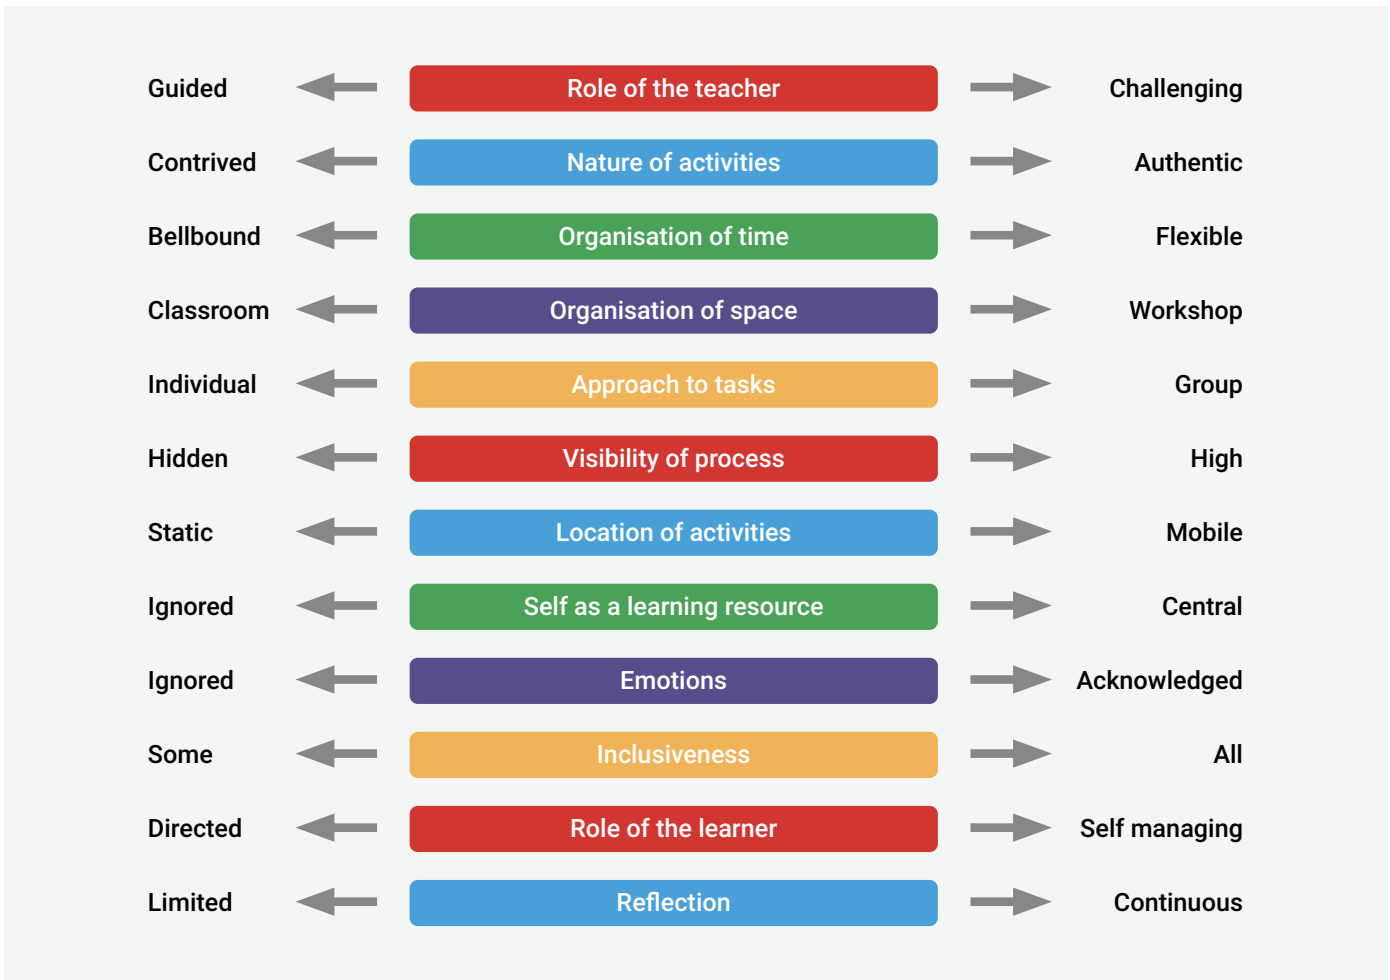 Guided Role of the teacher Challenging
Contrived Nature of activities Authentic
Bellbound Organisation of time Flexible
Classroom Organisation of space Workshop
Individual Approach to tasks Group
Hidden Visibility of process High
Static Location of activities Mobile
Ignored Self as a learning resource Central
Ignored Emotions Acknowledged
Some Inclusiveness All
Directed Role of the learner Self managing
Limited Reflection Continuous